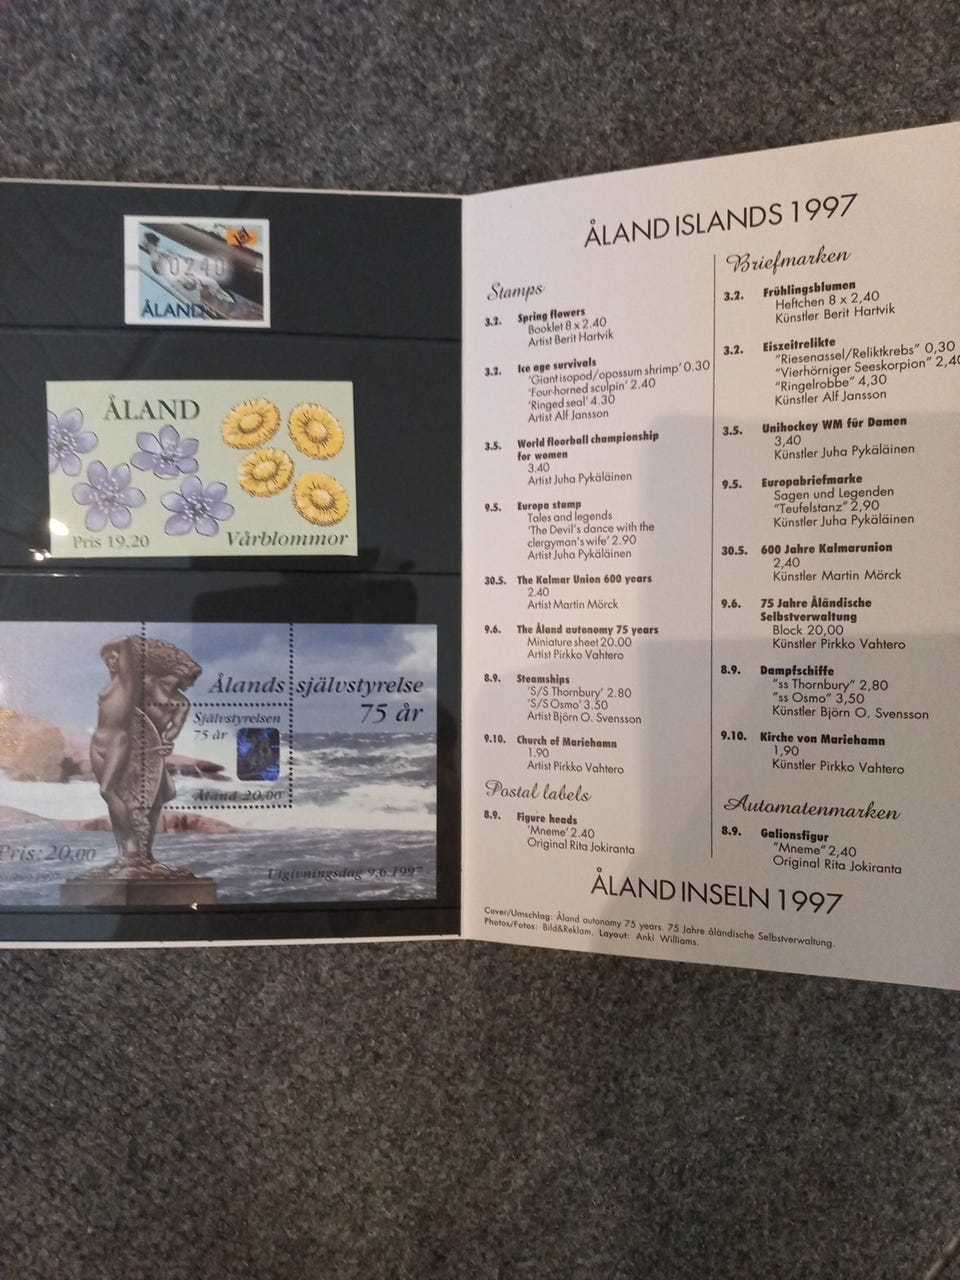 0240
ÅLAND
ÅLAND
Pris 19,20
Vårblommor
Ålands självstyrelse
75 år
Självstyrelsen
75 år
Åland 20.00
Pris: 20,00
Utgivningsdag 9.6.1997
ÅLAND ISLANDS 1997
Stamps
3.2. Spring flowers
Booklet 8 x 2.40
Artist Berit Hartvik
3.2. Ice age survivals
'Giant isopod/opossum shrimp' 0.30
'Four-horned sculpin' 2.40
'Ringed seal' 4.30
Artist Alf Jansson
3.5. World floorball championship
for women
3.40
Artist Juha Pykäläinen
9.5. Europa stamp
Tales and legends
'The Devil's dance with the
clergyman's wife' 2.90
Artist Juha Pykäläinen
30.5. The Kalmar Union 600 years
2.40
Artist Martin Mörck
9.6. The Åland autonomy 75 years
Miniature sheet 20.00
Artist Pirkko Vahtero
8.9. Steamships
'S/S Thornbury' 2.80
'S/S Osmo' 3.50
Artist Björn O. Svensson
9.10. Church of Mariehamn
1.90
Artist Pirkko Vahtero
Postal labels
8.9. Figure heads
'Mneme' 2.40
Original Rita Jokiranta
Briefmarken
3.2. Frühlingsblumen
Heftchen 8 x 2,40
Künstler Berit Hartvik
3.2. Eiszeitrelikte
"Riesenassel/Reliktkrebs" 0,30
"Vierhörniger Seeskorpion" 2,40
"Ringelrobbe" 4,30
Künstler Alf Jansson
3.5. Unihockey WM für Damen
3,40
Künstler Juha Pykäläinen
9.5. Europabriefmarke
Sagen und Legenden
"Teufelstanz" 2,90
Künstler Juha Pykäläinen
30.5. 600 Jahre Kalmarunion
2,40
Künstler Martin Mörck
9.6. 75 Jahre Åländische
Selbstverwaltung
Block 20,00
Künstler Pirkko Vahtero
8.9. Dampfschiffe
"ss Thornbury" 2,80
"ss Osmo" 3,50
Künstler Björn O. Svensson
9.10. Kirche von Mariehamn
1,90
Künstler Pirkko Vahtero
Automatenmarken
8.9. Galionsfigur
"Mneme" 2,40
Original Rita Jokiranta
ÅLAND INSELN 1997
Cover/Umschlag: Åland autonomy 75 years. 75 Jahre åländische Selbstverwaltung.
Photos/Fotos: Bild&Reklam. Layout: Anki Williams.